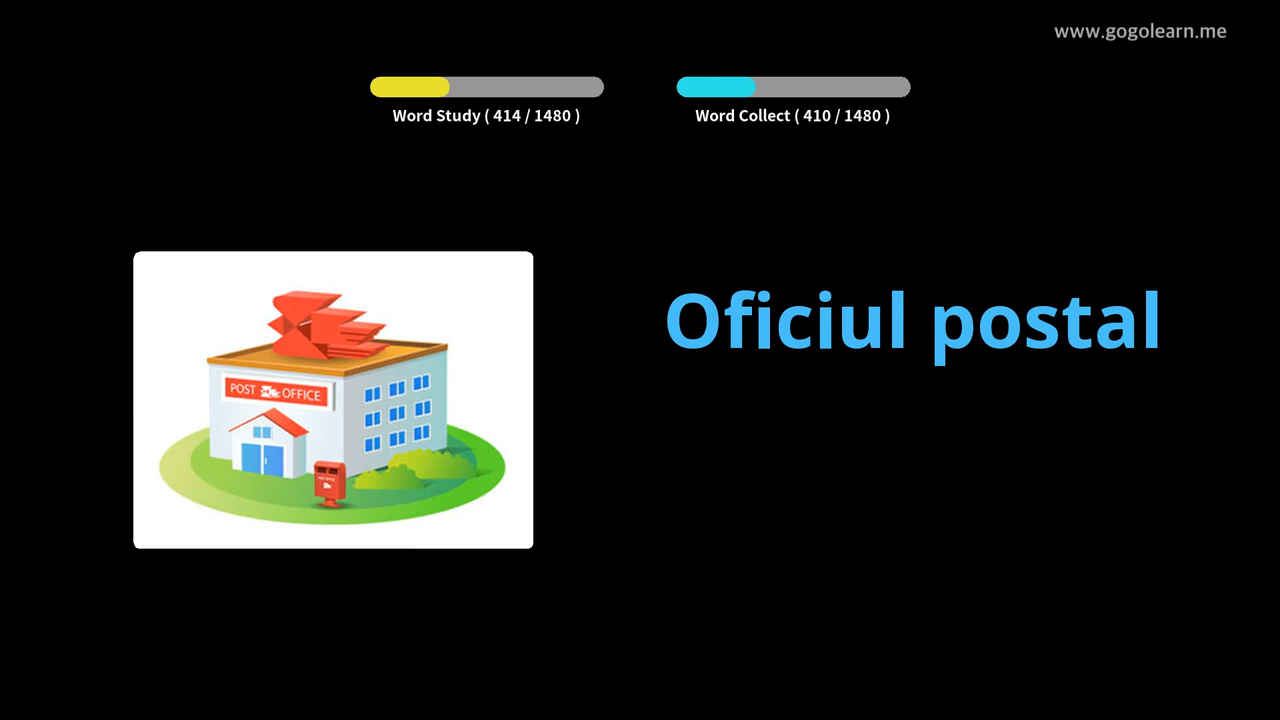 www.gogolearn.me
Word Study ( 414 / 1480 )
Word Collect ( 410 / 1480 )
Oficiul postal
POST OFFICE